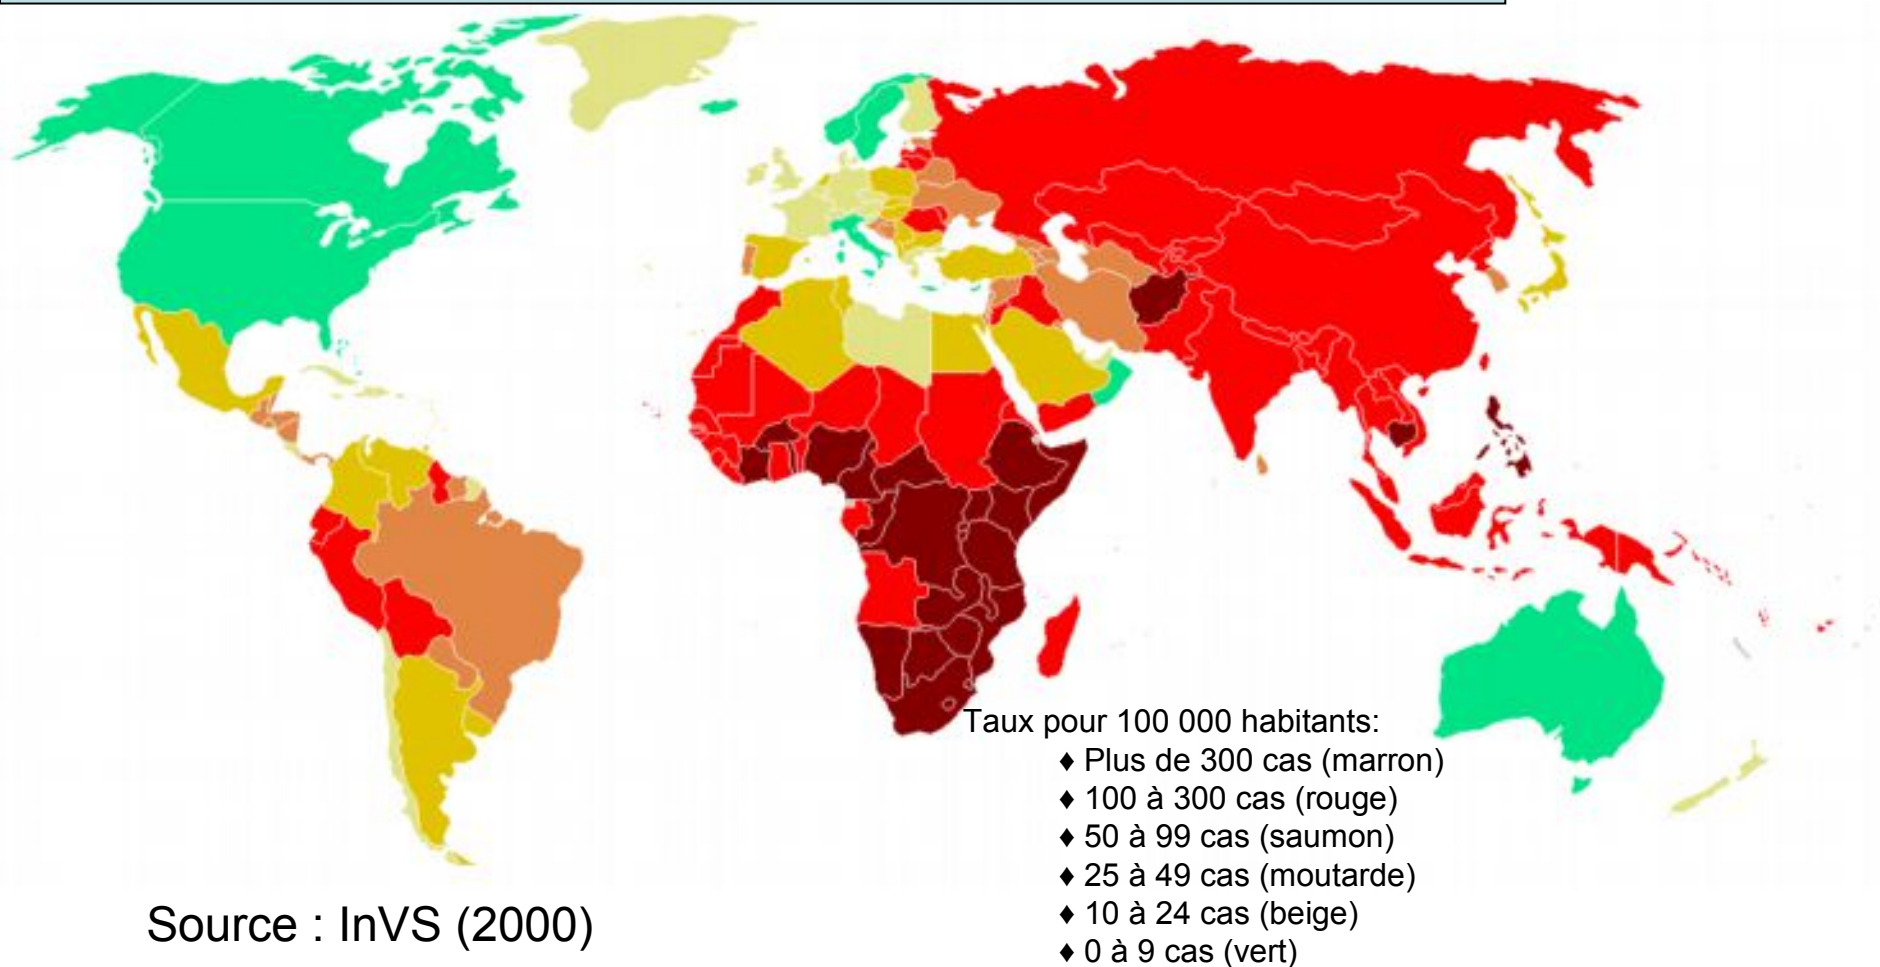 Taux pour 100 000 habitants:
♦ Plus de 300 cas (marron)
♦ 100 à 300 cas (rouge)
♦ 50 à 99 cas (saumon)
♦ 25 à 49 cas (moutarde)
♦ 10 à 24 cas (beige)
♦ 0 à 9 cas (vert)
Source : InVS (2000)